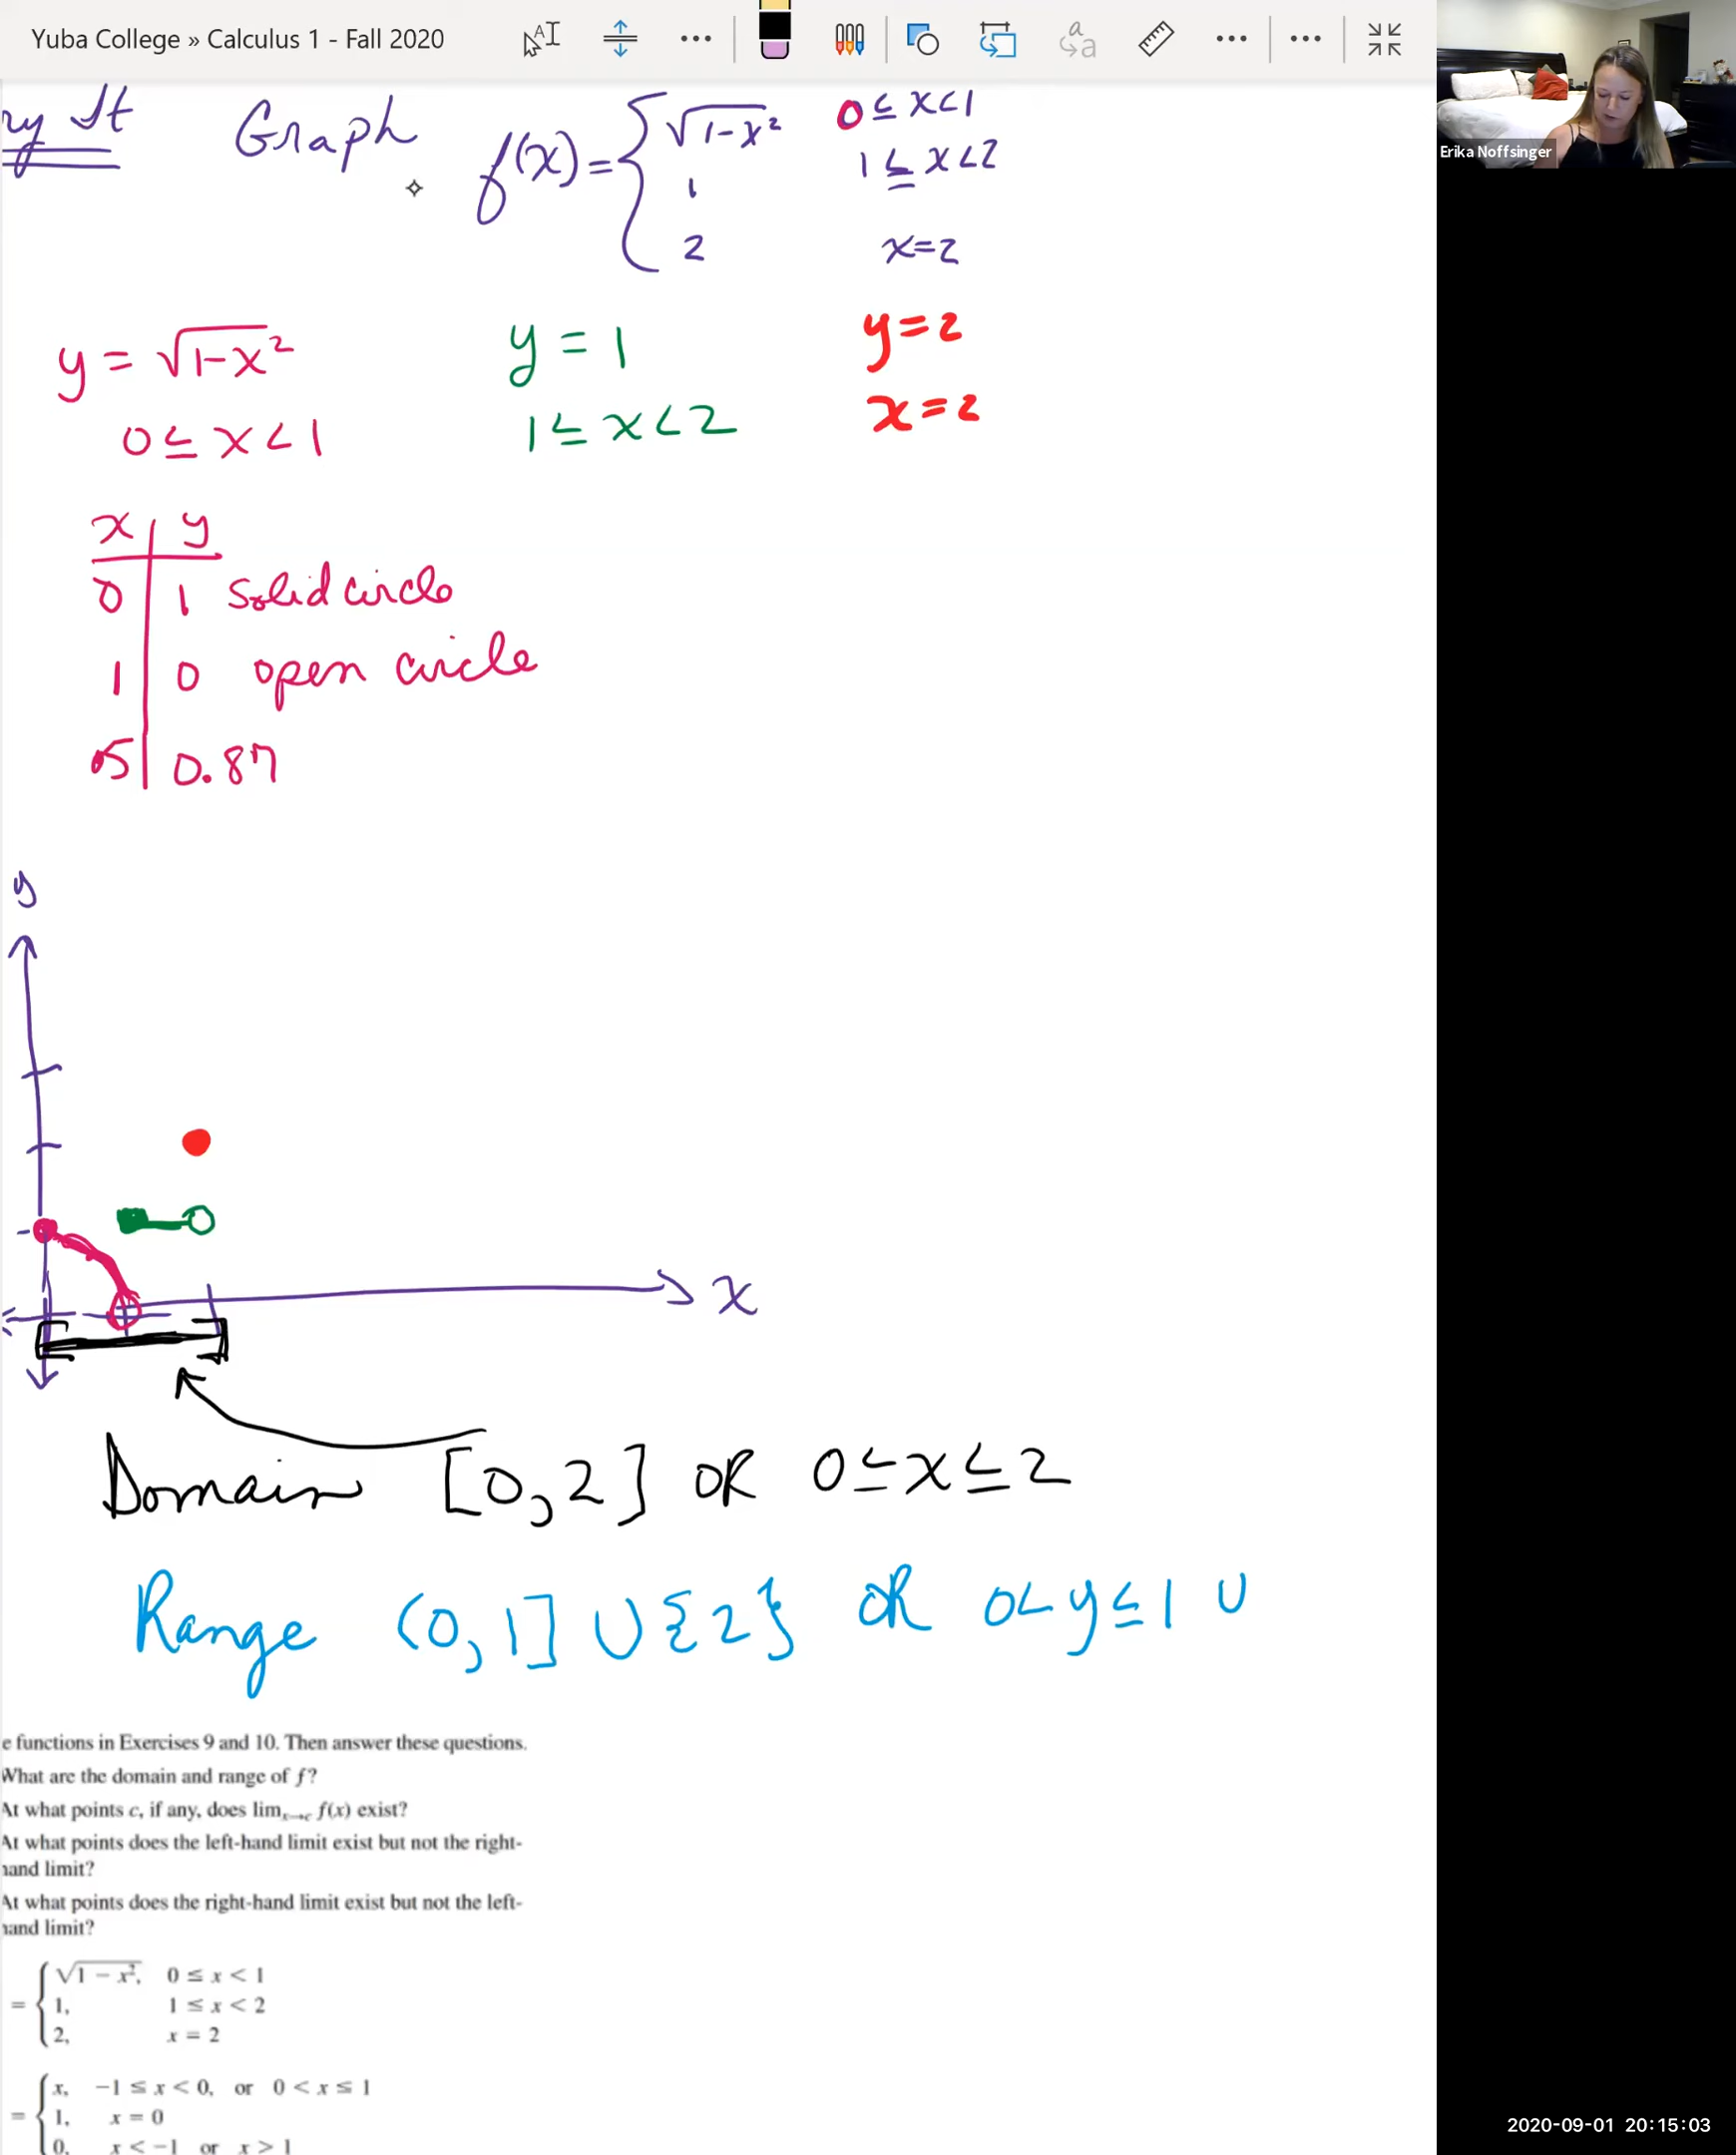 Yuba College » Calculus 1 - Fall 2020
Erika Noffsinger
ry It Graph f(x) = { √1-x² 0 ≤ x < 1
1 1 ≤ x < 2
2 x = 2
y = √1-x² y = 1 y = 2
0 ≤ x < 1 1 ≤ x < 2 x = 2
x y
0 1 solid circle
1 0 open circle
.5 0.87
y
x
Domain [0,2] OR 0 ≤ x ≤ 2
Range (0,1] ∪ {2} OR 0 < y ≤ 1 ∪
e functions in Exercises 9 and 10. Then answer these questions.
What are the domain and range of f?
At what points c, if any, does lim x→c f(x) exist?
At what points does the left-hand limit exist but not the right-
hand limit?
At what points does the right-hand limit exist but not the left-
hand limit?
= { √1 − x², 0 ≤ x < 1
1, 1 ≤ x < 2
2, x = 2
= { x, −1 ≤ x < 0, or 0 < x ≤ 1
1, x = 0
0, x < −1 or x > 1
2020-09-01 20:15:03